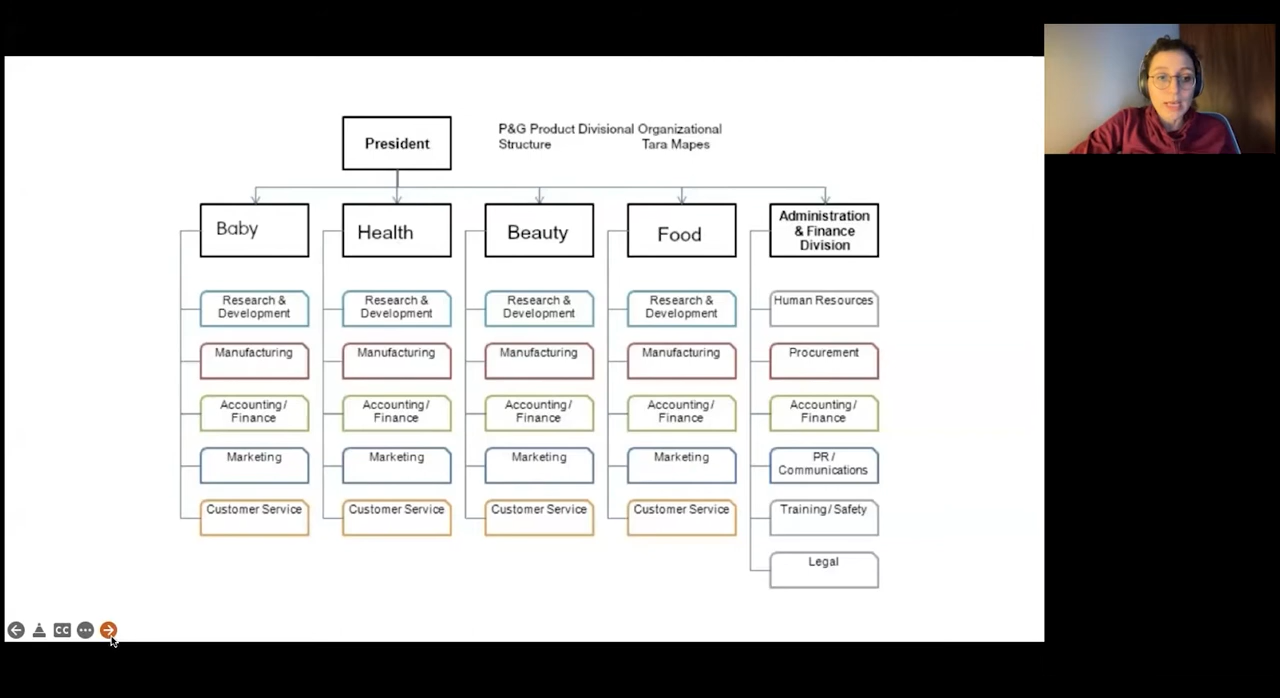 P&G Product Divisional Organizational
Structure Tara Mapes
President
Baby
Health
Beauty
Food
Administration
& Finance
Division
Research &
Development
Research &
Development
Research &
Development
Research &
Development
Human Resources
Manufacturing
Manufacturing
Manufacturing
Manufacturing
Procurement
Accounting/
Finance
Accounting/
Finance
Accounting/
Finance
Accounting/
Finance
Accounting/
Finance
Marketing
Marketing
Marketing
Marketing
PR /
Communications
Customer Service
Customer Service
Customer Service
Customer Service
Training/Safety
Legal
CC